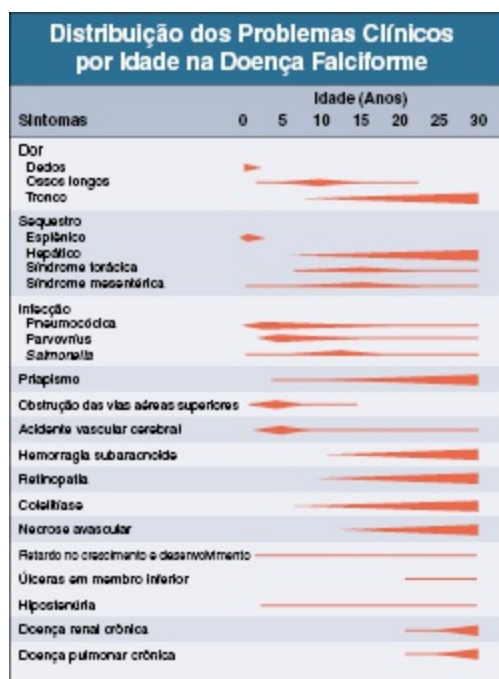 Distribuição dos Problemas Clínicos
por Idade na Doença Falciforme
Idade (Anos)
Sintomas 0 5 10 15 20 25 30
Dor
Dedos
Ossos longos
Tronco
Sequestro
Esplênico
Hepático
Síndrome torácica
Síndrome mesentérica
Infecção
Pneumocócica
Parvovírus
Salmonella
Priapismo
Obstrução das vias aéreas superiores
Acidente vascular cerebral
Hemorragia subaracnoide
Retinopatia
Colelitíase
Necrose avascular
Retardo no crescimento e desenvolvimento
Úlceras em membro inferior
Hipostenúria
Doença renal crônica
Doença pulmonar crônica